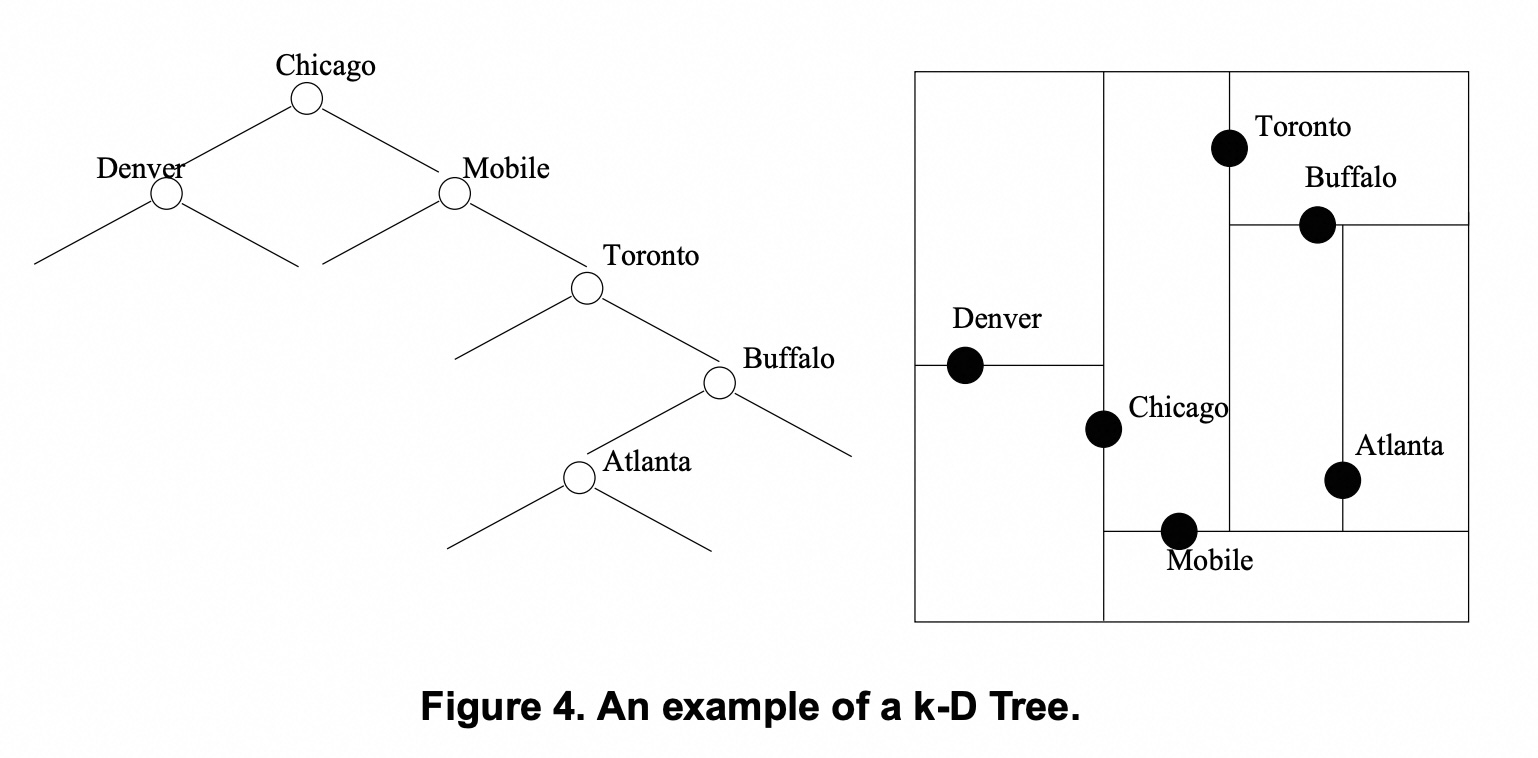 Chicago
Denver
Mobile
Toronto
Buffalo
Atlanta
Toronto
Buffalo
Denver
Chicago
Atlanta
Mobile
Figure 4. An example of a k-D Tree.